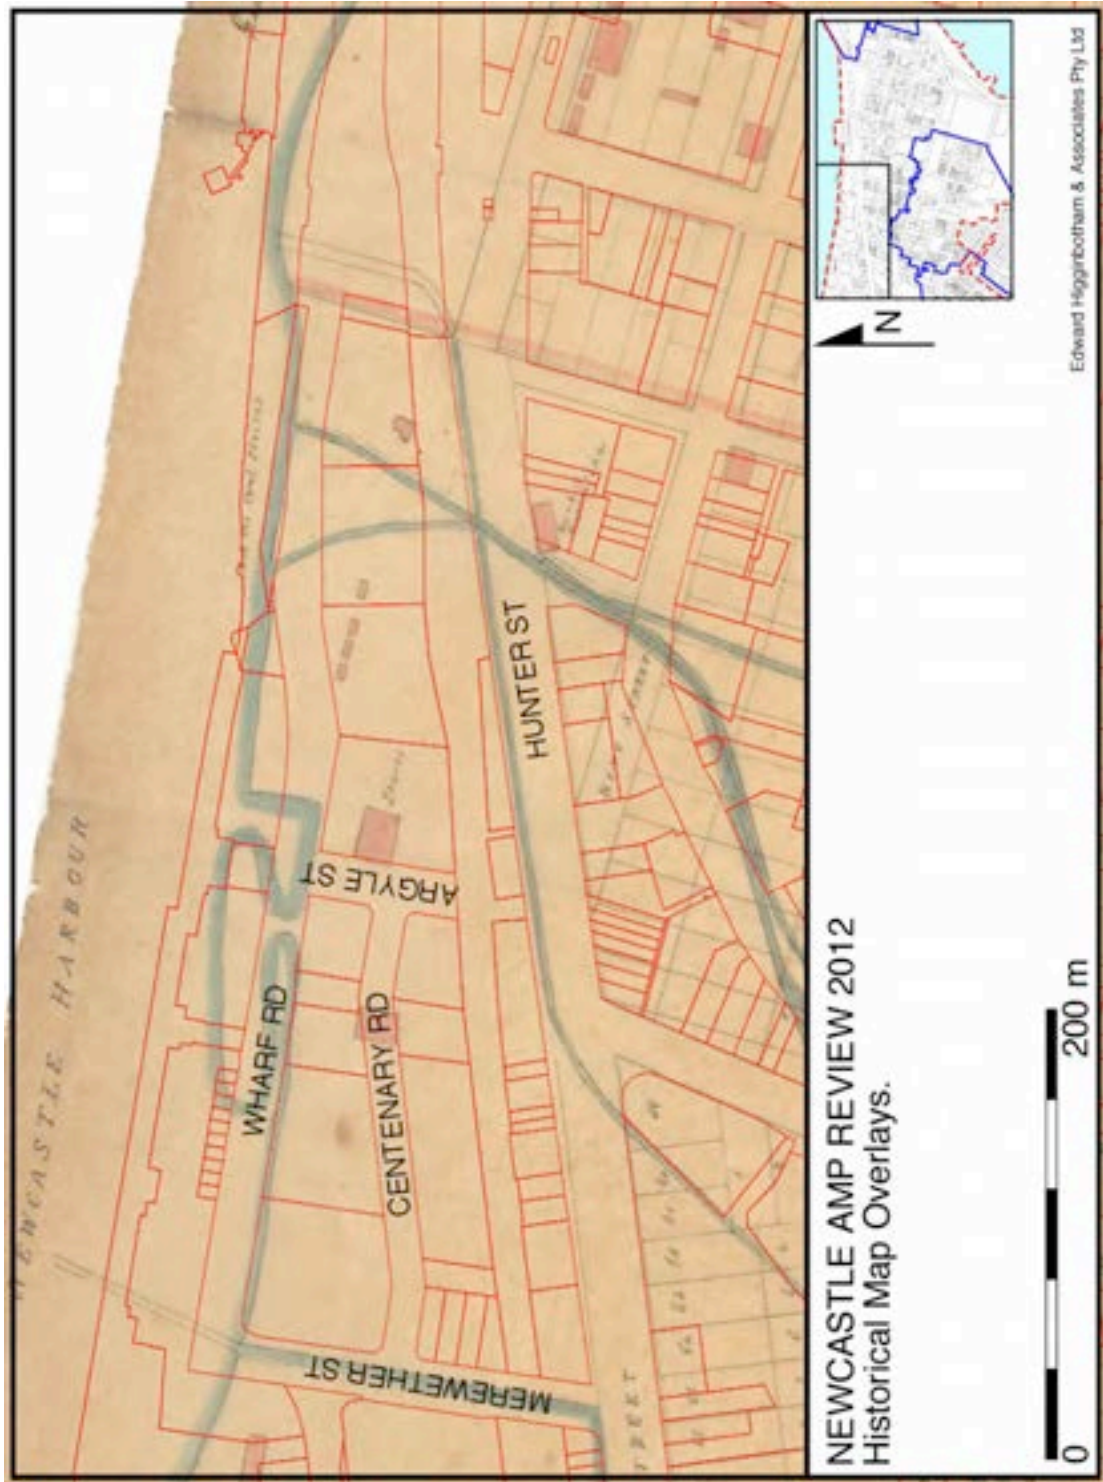 NEWCASTLE HARBOUR
WHARF RD
ARGYLE ST
CENTENARY RD
HUNTER ST
MEREWETHER ST
STREET
NEWCASTLE AMP REVIEW 2012
Historical Map Overlays.
0
200 m
N
Edward Higginbotham & Associates Pty Ltd